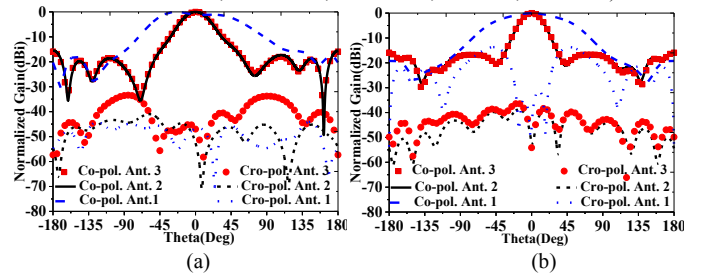 0
-10
-20
-30
-40
-50
-60
-70
-80
Normalized Gain(dBi)
Co-pol. Ant. 3
Cro-pol. Ant. 3
Co-pol. Ant. 2
Cro-pol. Ant. 2
Co-pol. Ant.1
Cro-pol. Ant. 1
-180 -135 -90 -45 0 45 90 135 180
Theta(Deg)
(a)
0
-10
-20
-30
-40
-50
-60
-70
-80
Normalized Gain(dBi)
Co-pol. Ant. 3
Cro-pol. Ant. 3
Co-pol. Ant. 2
Cro-pol. Ant. 2
Co-pol. Ant. 1
Cro-pol. Ant. 1
-180 -135 -90 -45 0 45 90 135 180
Theta(Deg)
(b)